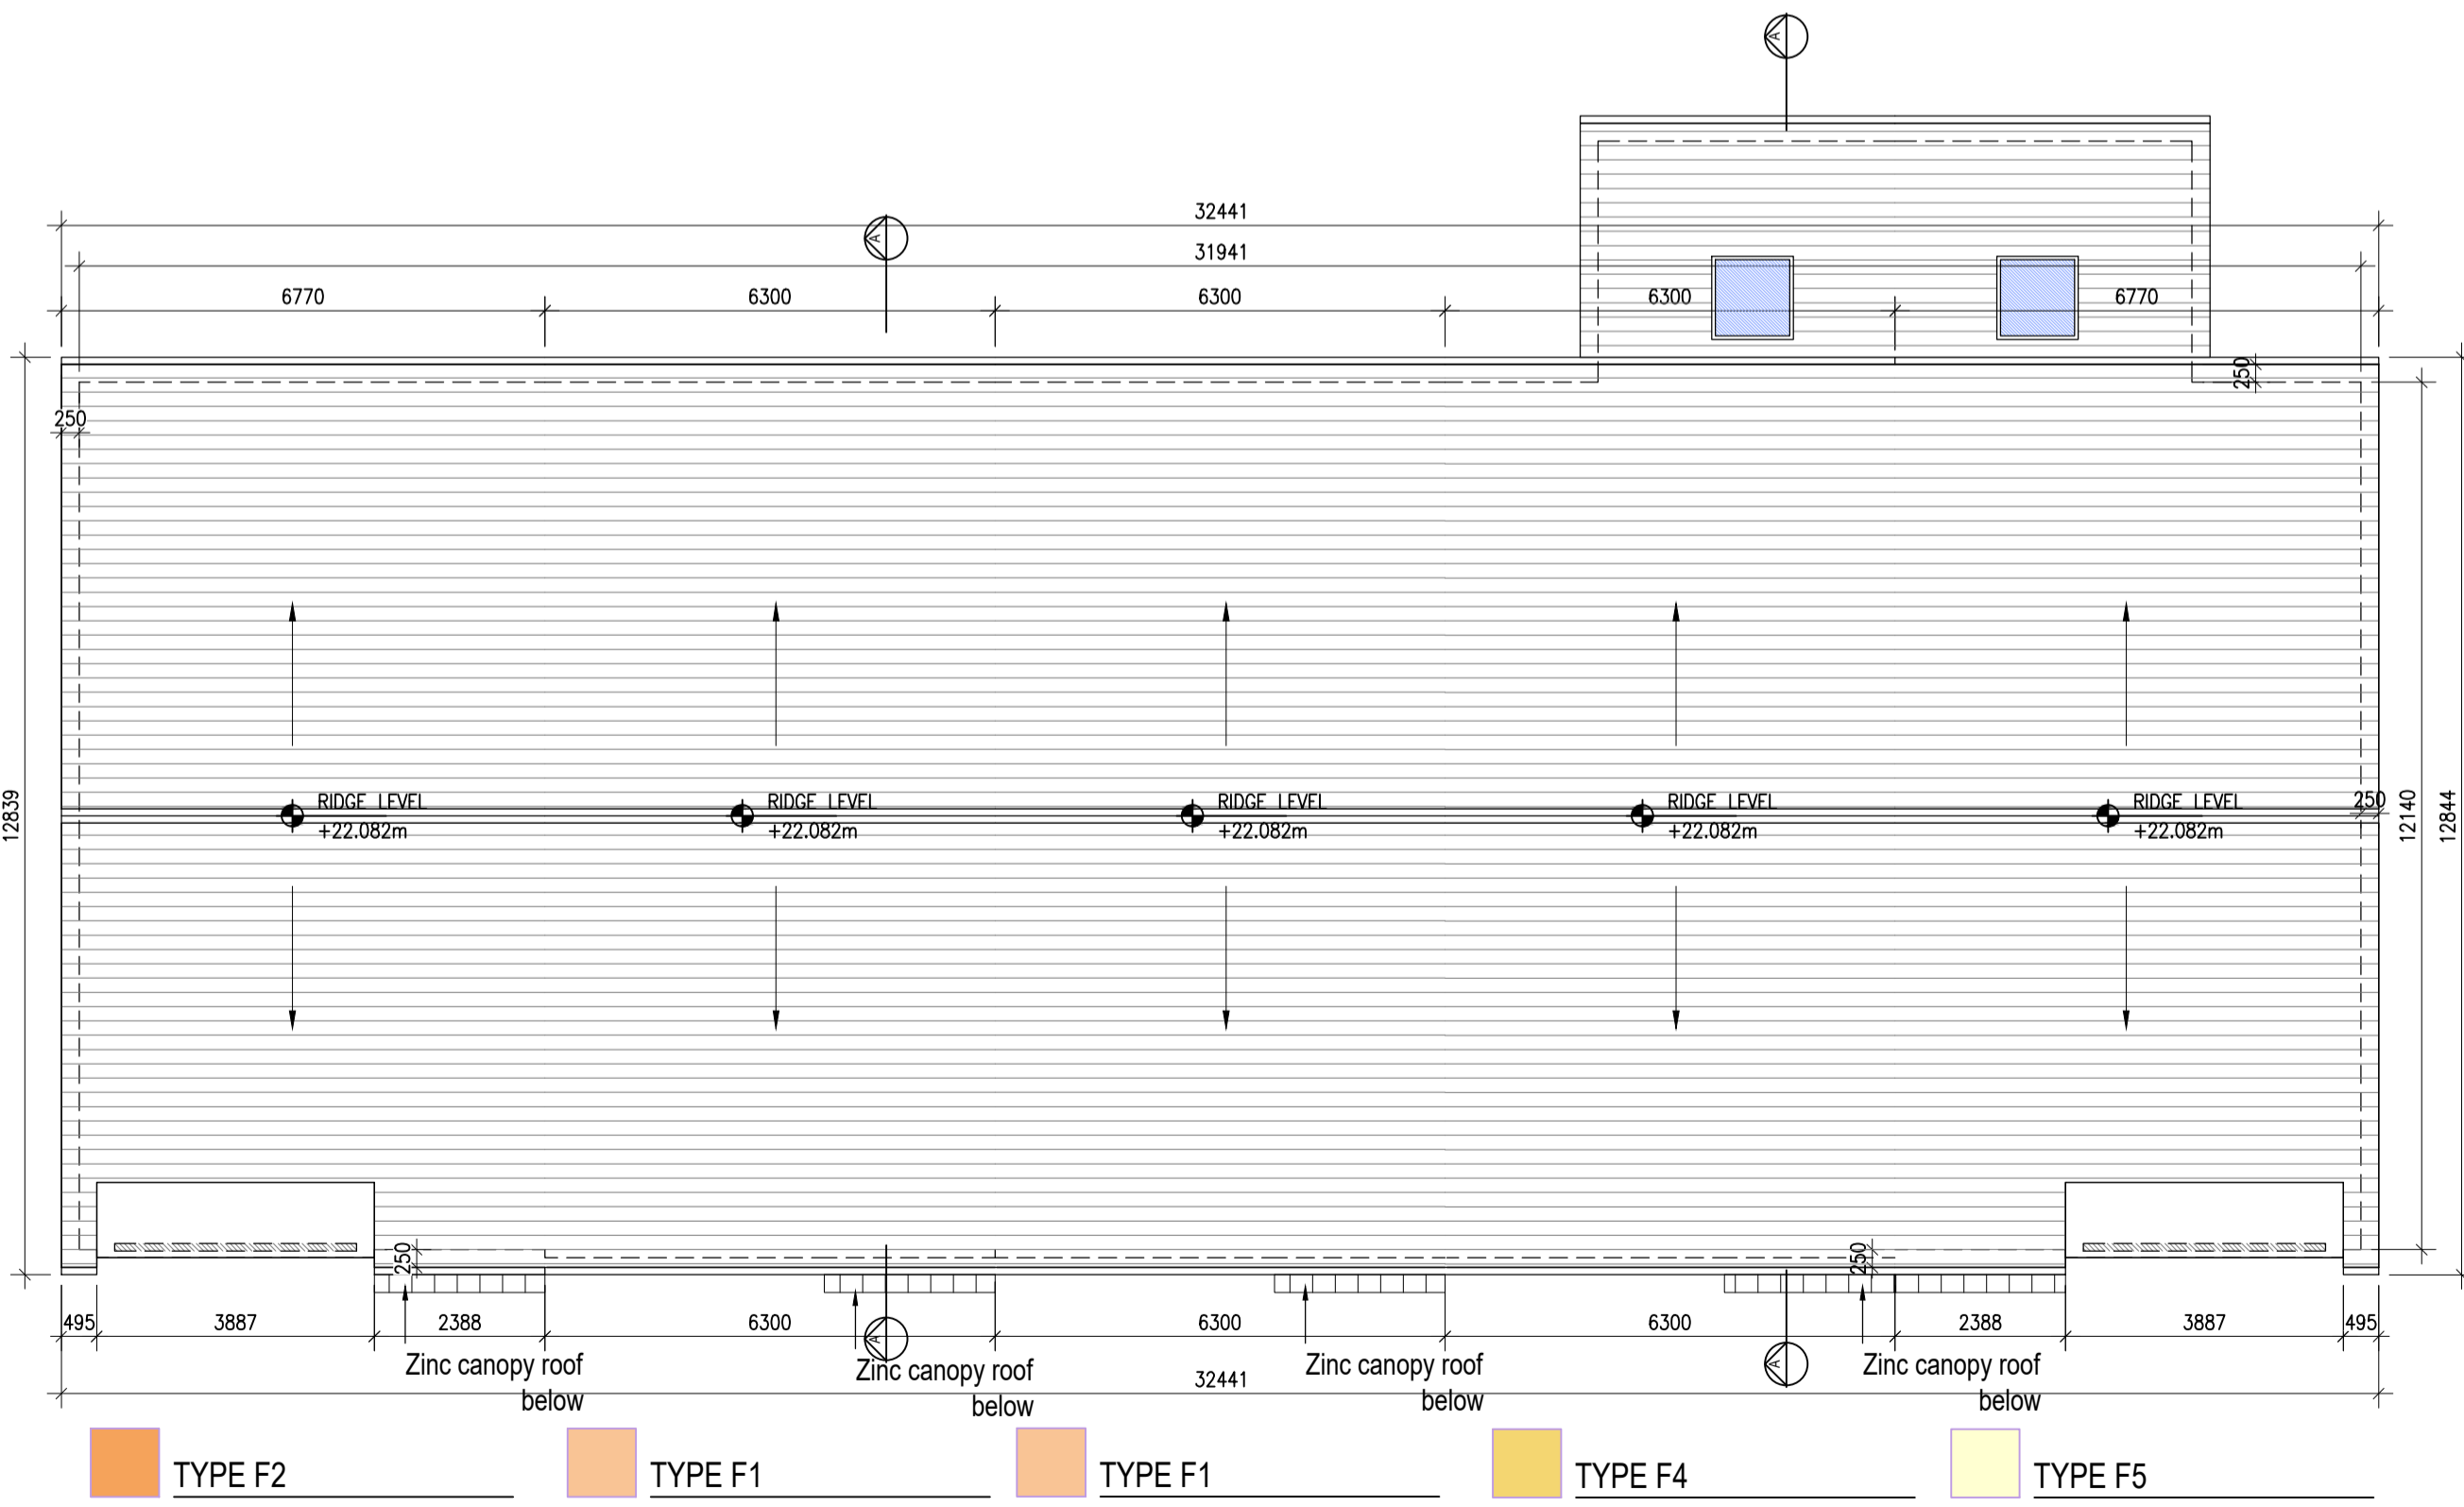 A
32441
A
31941
6770
6300
6300
6300
6770
250
250
RIDGE LEVEL
+22.082m
RIDGE LEVEL
+22.082m
RIDGE LEVEL
+22.082m
RIDGE LEVEL
+22.082m
RIDGE LEVEL
+22.082m
250
12839
12140
12844
250
250
495
3887
2388
6300
6300
6300
2388
3887
495
A
A
Zinc canopy roof
below
Zinc canopy roof
below
Zinc canopy roof
below
Zinc canopy roof
below
32441
TYPE F2
TYPE F1
TYPE F1
TYPE F4
TYPE F5